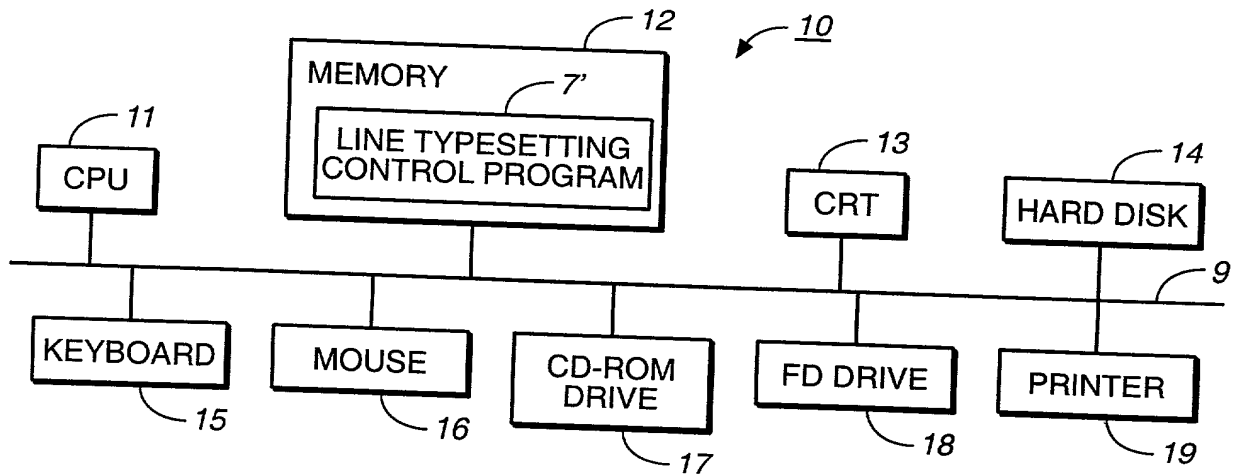 12
10
MEMORY
7'
LINE TYPESETTING
CONTROL PROGRAM
11
CPU
13
CRT
14
HARD DISK
9
KEYBOARD
15
MOUSE
16
CD-ROM
DRIVE
17
FD DRIVE
18
PRINTER
19